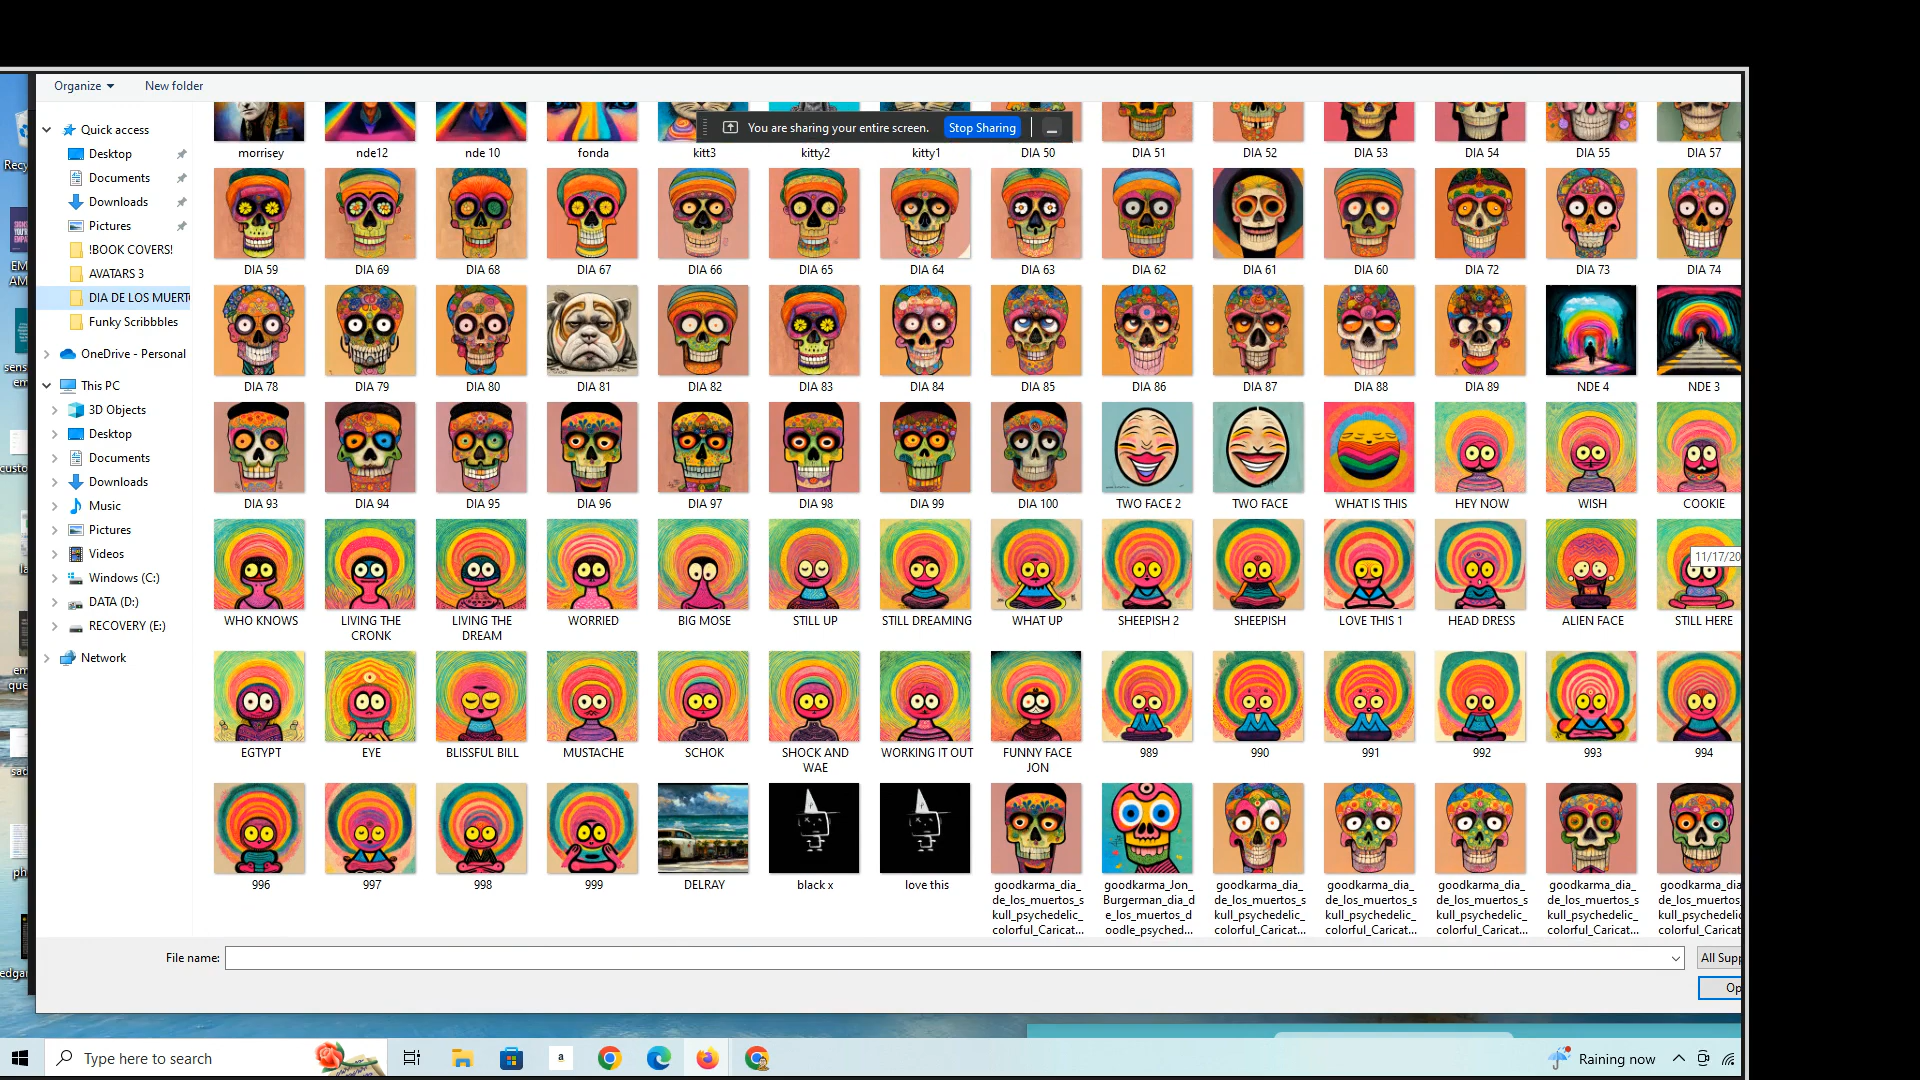 Organize
New folder
You are sharing your entire screen.
Stop Sharing
Quick access
Desktop
Documents
Downloads
Pictures
!BOOK COVERS!
AVATARS 3
DIA DE LOS MUERT
Funky Scribbbles
OneDrive - Personal
This PC
3D Objects
Desktop
Documents
Downloads
Music
Pictures
Videos
Windows (C:)
DATA (D:)
RECOVERY (E:)
Network
morrisey
nde12
nde 10
fonda
kitt3
kitty2
kitty1
DIA 50
DIA 51
DIA 52
DIA 53
DIA 54
DIA 55
DIA 57
DIA 59
DIA 69
DIA 68
DIA 67
DIA 66
DIA 65
DIA 64
DIA 63
DIA 62
DIA 61
DIA 60
DIA 72
DIA 73
DIA 74
DIA 78
DIA 79
DIA 80
DIA 81
DIA 82
DIA 83
DIA 84
DIA 85
DIA 86
DIA 87
DIA 88
DIA 89
NDE 4
NDE 3
DIA 93
DIA 94
DIA 95
DIA 96
DIA 97
DIA 98
DIA 99
DIA 100
TWO FACE 2
TWO FACE
WHAT IS THIS
HEY NOW
WISH
COOKIE
11/17/20
WHO KNOWS
LIVING THE
CRONK
LIVING THE
DREAM
WORRIED
BIG MOSE
STILL UP
STILL DREAMING
WHAT UP
SHEEPISH 2
SHEEPISH
LOVE THIS 1
HEAD DRESS
ALIEN FACE
STILL HERE
EGTYPT
EYE
BLISSFUL BILL
MUSTACHE
SCHOK
SHOCK AND
WAE
WORKING IT OUT
FUNNY FACE
JON
989
990
991
992
993
994
996
997
998
999
DELRAY
black x
love this
goodkarma_dia_
de_los_muertos_s
kull_psychedelic_
colorful_Caricat...
goodkarma_Jon_
Burgerman_dia_d
e_los_muertos_d
oodle_psyched...
goodkarma_dia_
de_los_muertos_s
kull_psychedelic_
colorful_Caricat...
goodkarma_dia_
de_los_muertos_s
kull_psychedelic_
colorful_Caricat...
goodkarma_dia_
de_los_muertos_s
kull_psychedelic_
colorful_Caricat...
goodkarma_dia_
de_los_muertos_s
kull_psychedelic_
colorful_Caricat...
goodkarma_dia
de_los_muertos
kull_psychedelic
colorful_Caricat
File name:
All Supp
Op
Type here to search
a
Raining now